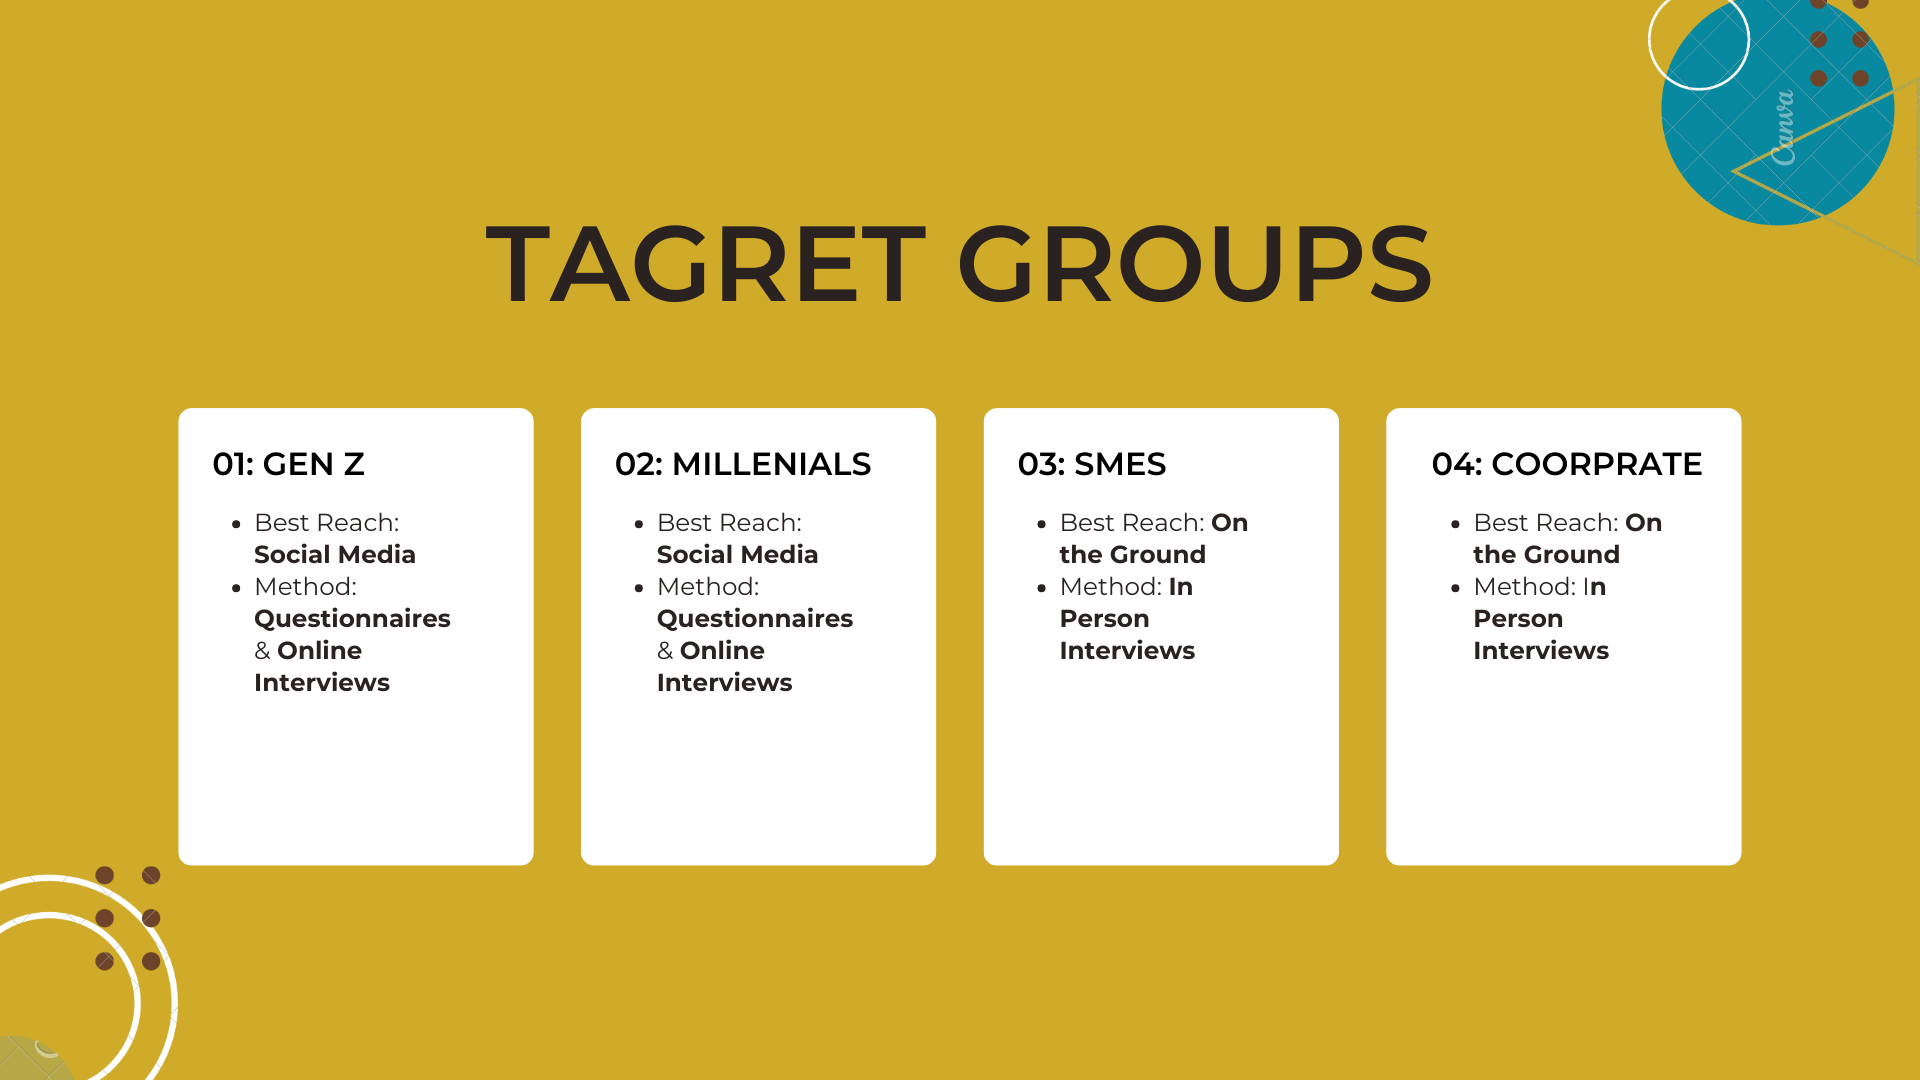 Canva
TAGRET GROUPS
01: GEN Z
• Best Reach:
Social Media
• Method:
Questionnaires
& Online
Interviews
02: MILLENIALS
• Best Reach:
Social Media
• Method:
Questionnaires
& Online
Interviews
03: SMES
• Best Reach: On
the Ground
• Method: In
Person
Interviews
04: COORPRATE
• Best Reach: On
the Ground
• Method: In
Person
Interviews